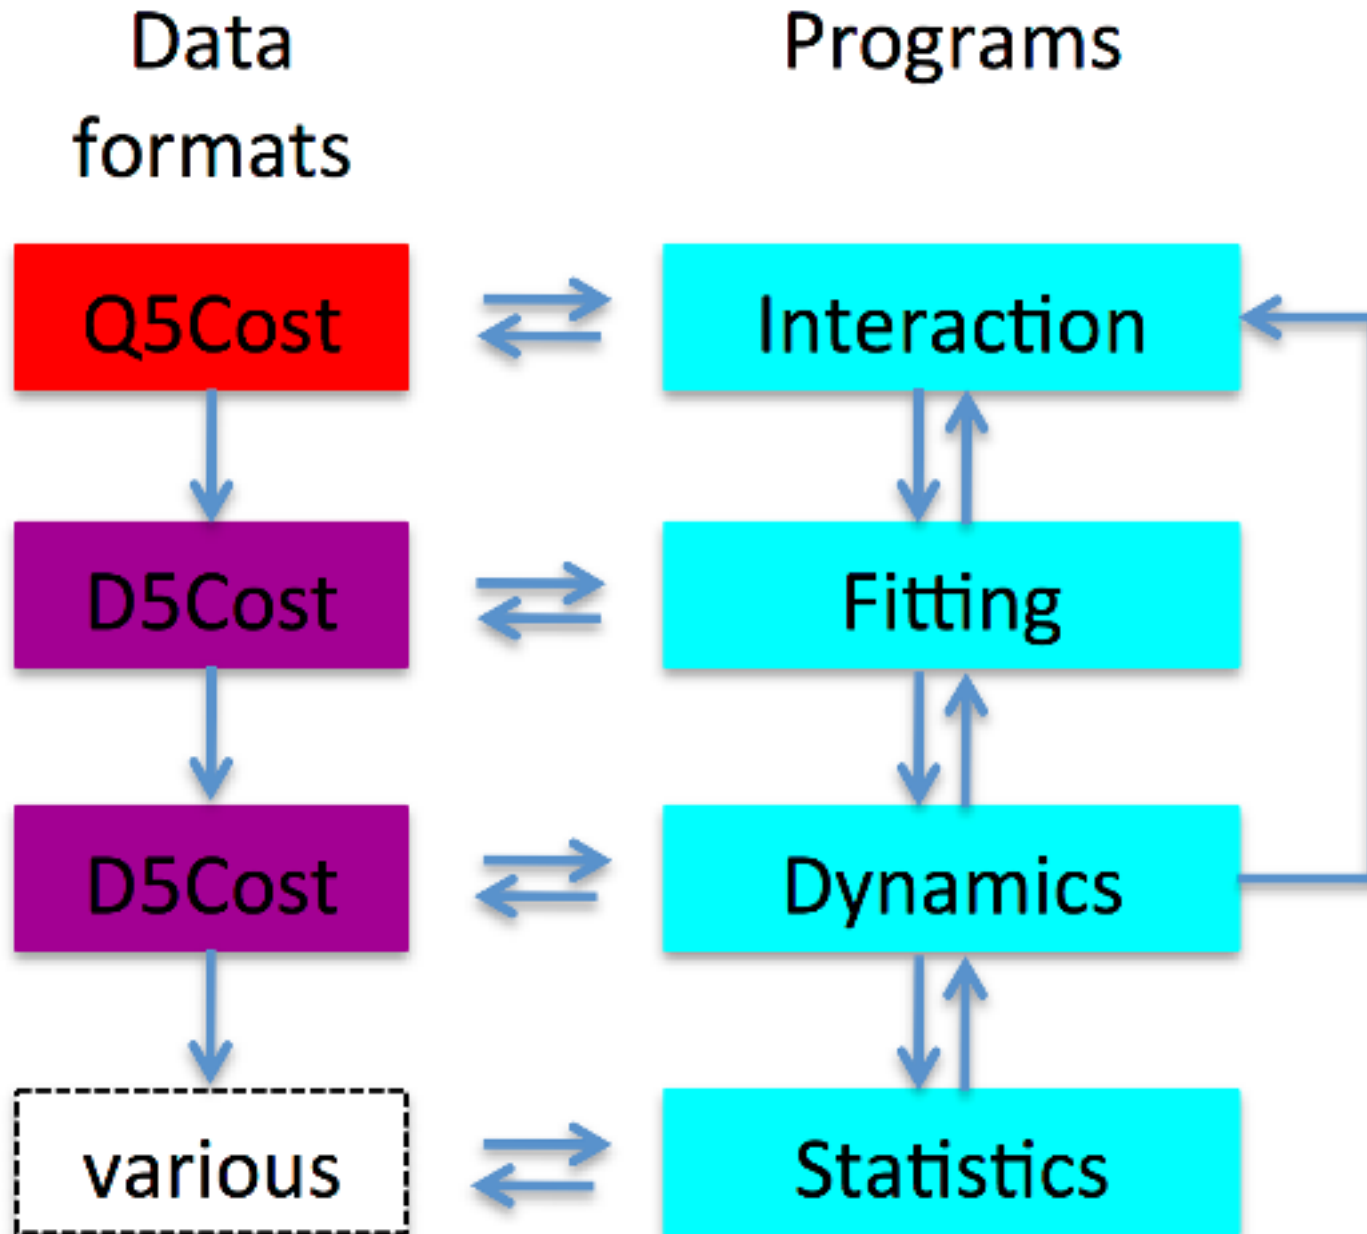 Data
formats
Programs
Q5Cost
Interaction
D5Cost
Fitting
D5Cost
Dynamics
various
Statistics